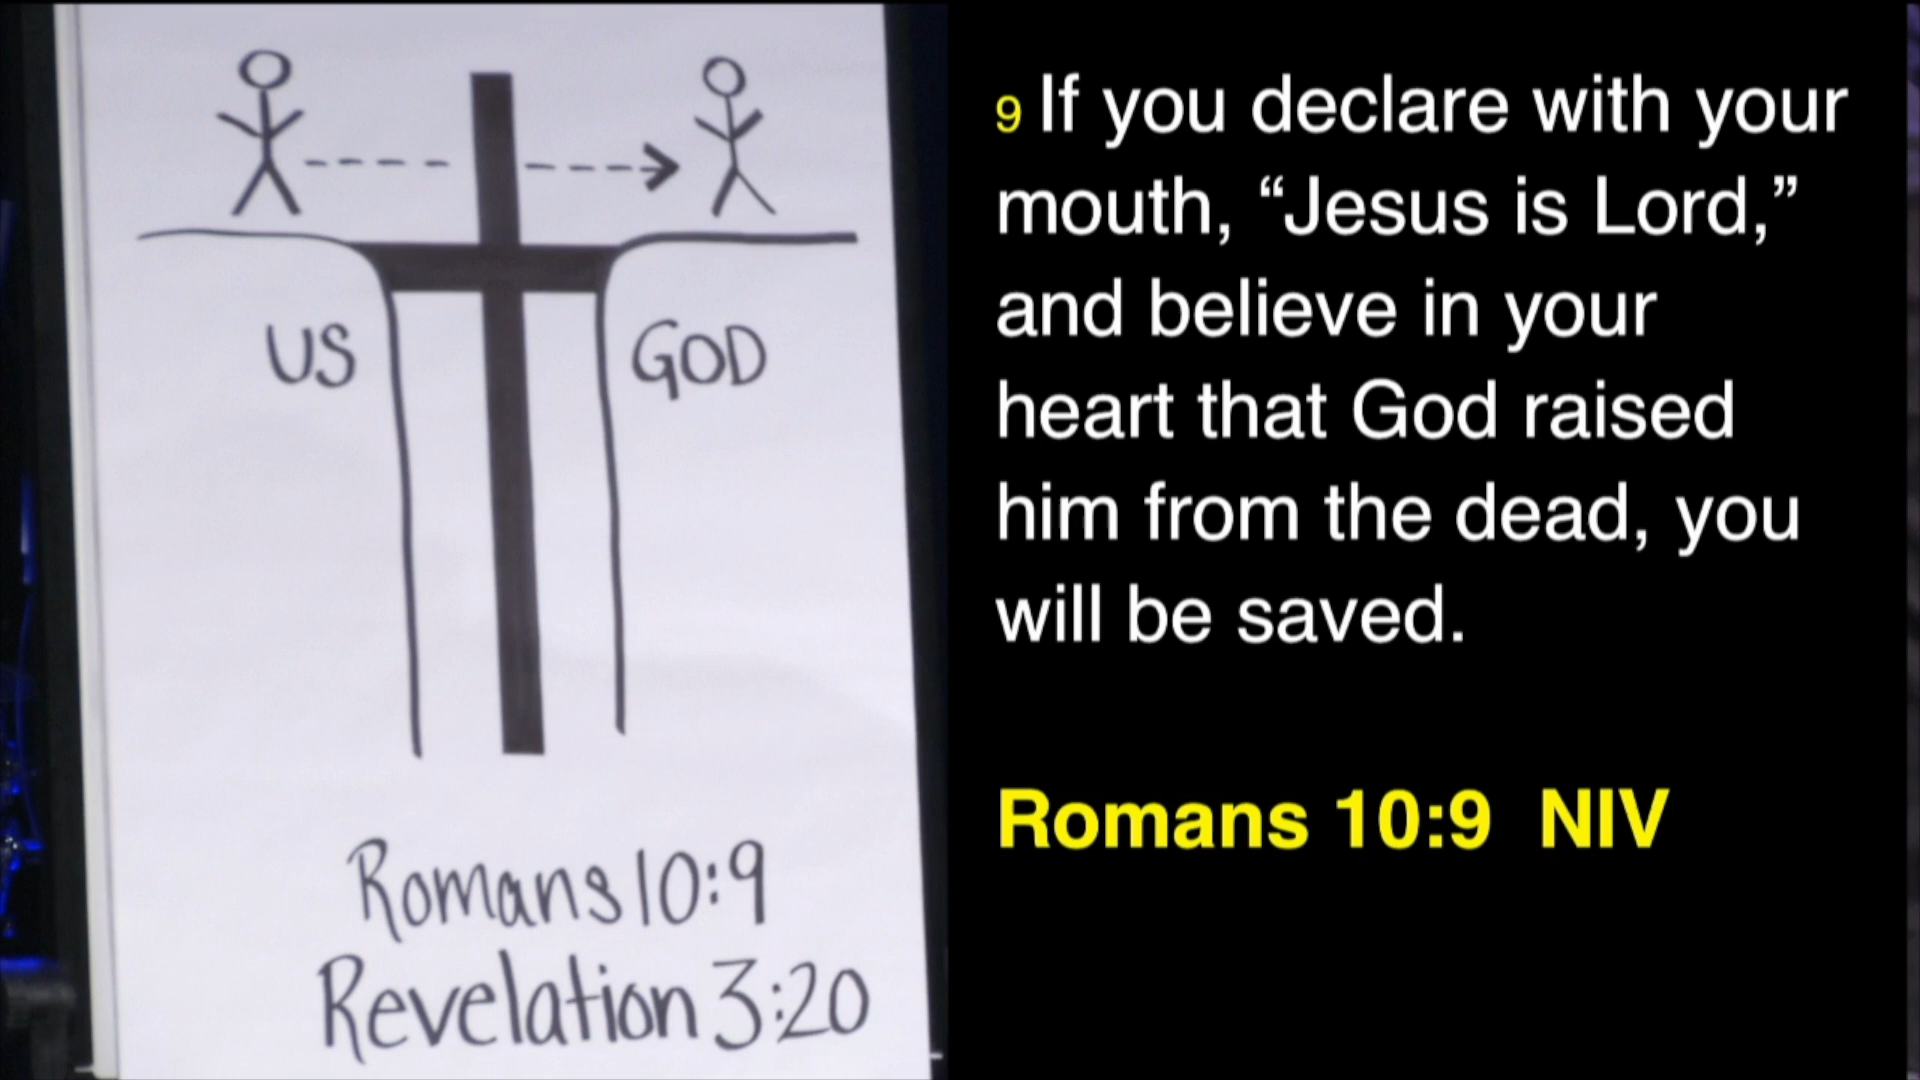 US
GOD
Romans 10:9
Revelation 3:20
9 If you declare with your
mouth, “Jesus is Lord,”
and believe in your
heart that God raised
him from the dead, you
will be saved.
Romans 10:9 NIV